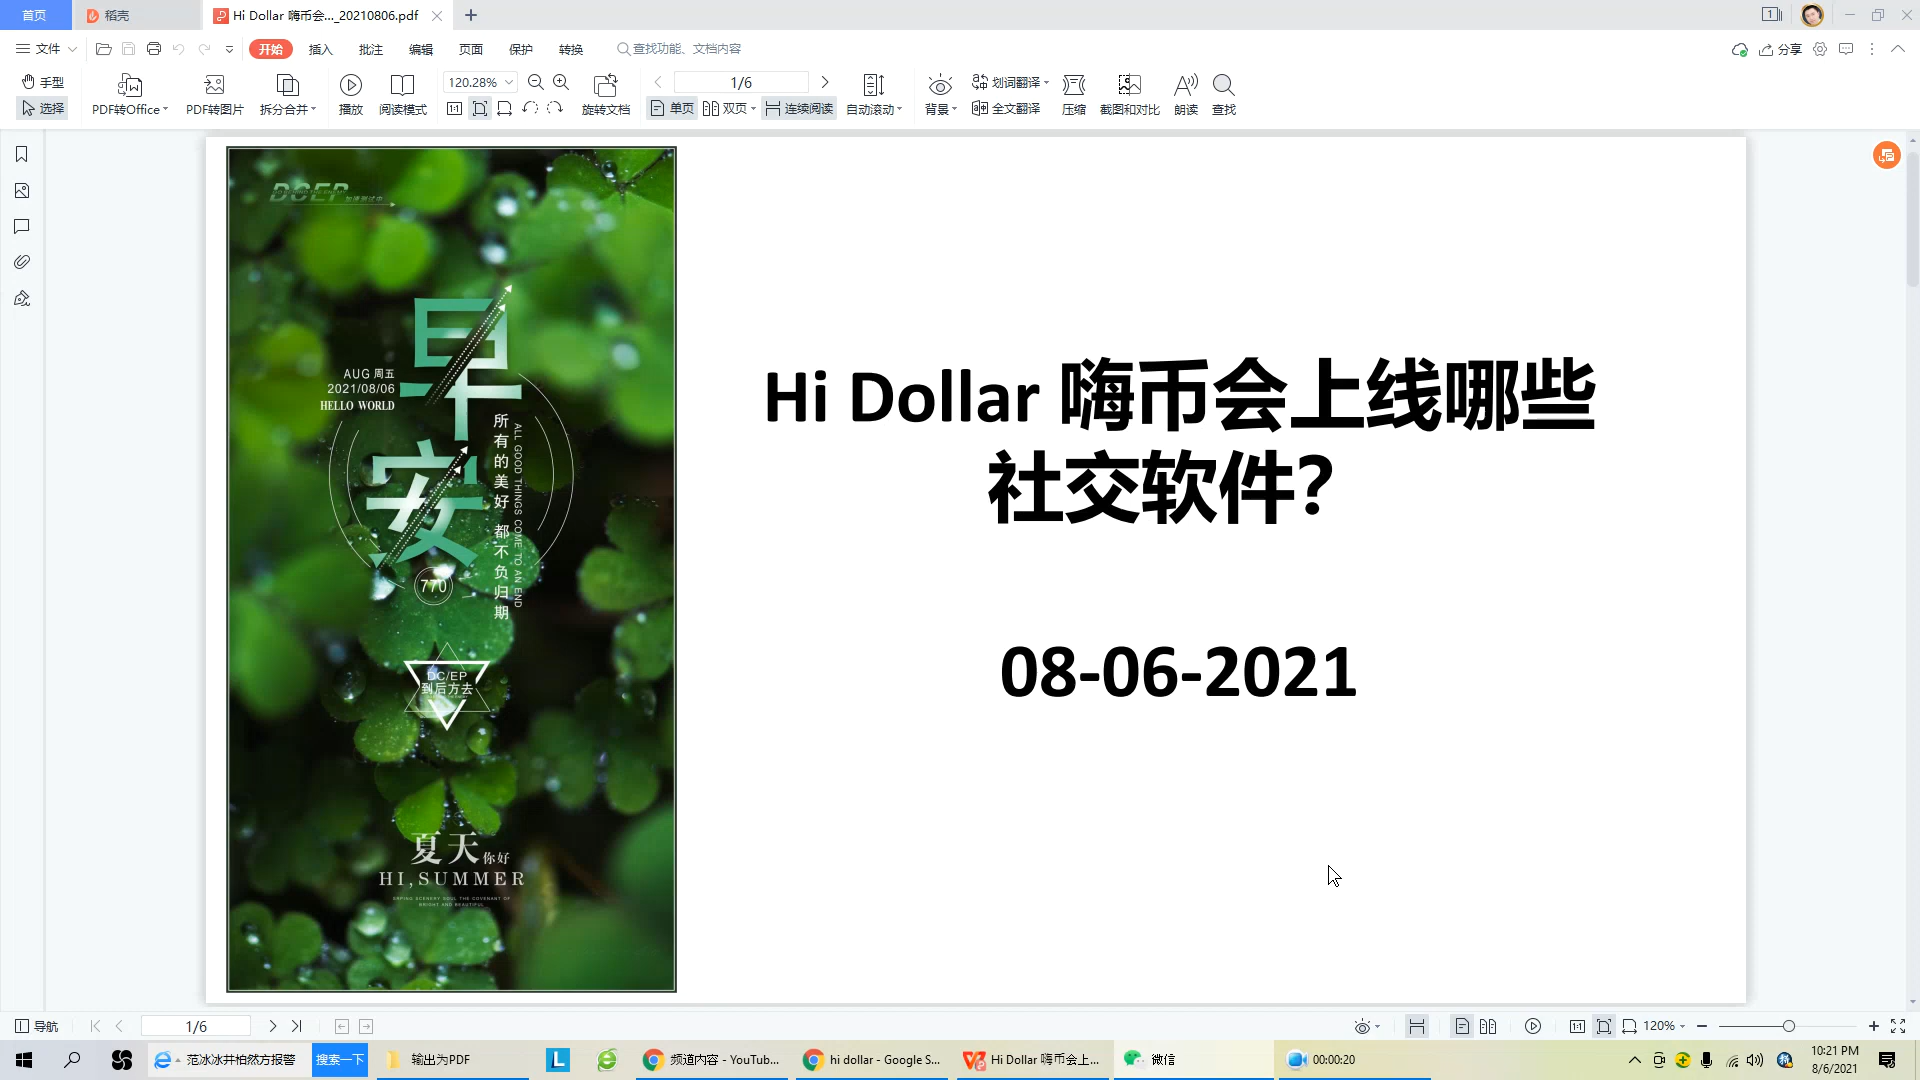 首页
稻壳
Hi Dollar 嗨币会..._20210806.pdf
1
文件
开始
插入
批注
编辑
页面
保护
转换
查找功能、文档内容
分享
手型
选择
PDF转Office
PDF转图片
拆分合并
播放
阅读模式
120.28%
旋转文档
1/6
单页
双页
连续阅读
自动滚动
背景
划词翻译
全文翻译
压缩
截图和对比
朗读
查找
DCEP
AUG 周五
2021/08/06
HELLO WORLD
早安
所有的美好 都不负归期
ALL GOOD THINGS COME TO AN END
770
DC/EP
到后方去
夏天你好
HI,SUMMER
Hi Dollar 嗨币会上线哪些
社交软件?
08-06-2021
导航
1/6
120%
范冰冰井柏然方报警
搜索一下
输出为PDF
频道内容 - YouTub...
hi dollar - Google S...
Hi Dollar 嗨币会上...
微信
00:00:20
10:21 PM
8/6/2021